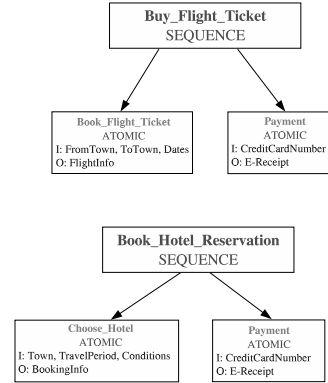 Buy_Flight_Ticket
SEQUENCE
Book_Flight_Ticket
ATOMIC
I: FromTown, ToTown, Dates
O: FlightInfo
Payment
ATOMIC
I: CreditCardNumber
O: E-Receipt
Book_Hotel_Reservation
SEQUENCE
Choose_Hotel
ATOMIC
I: Town, TravelPeriod, Conditions
O: BookingInfo
Payment
ATOMIC
I: CreditCardNumber
O: E-Receipt